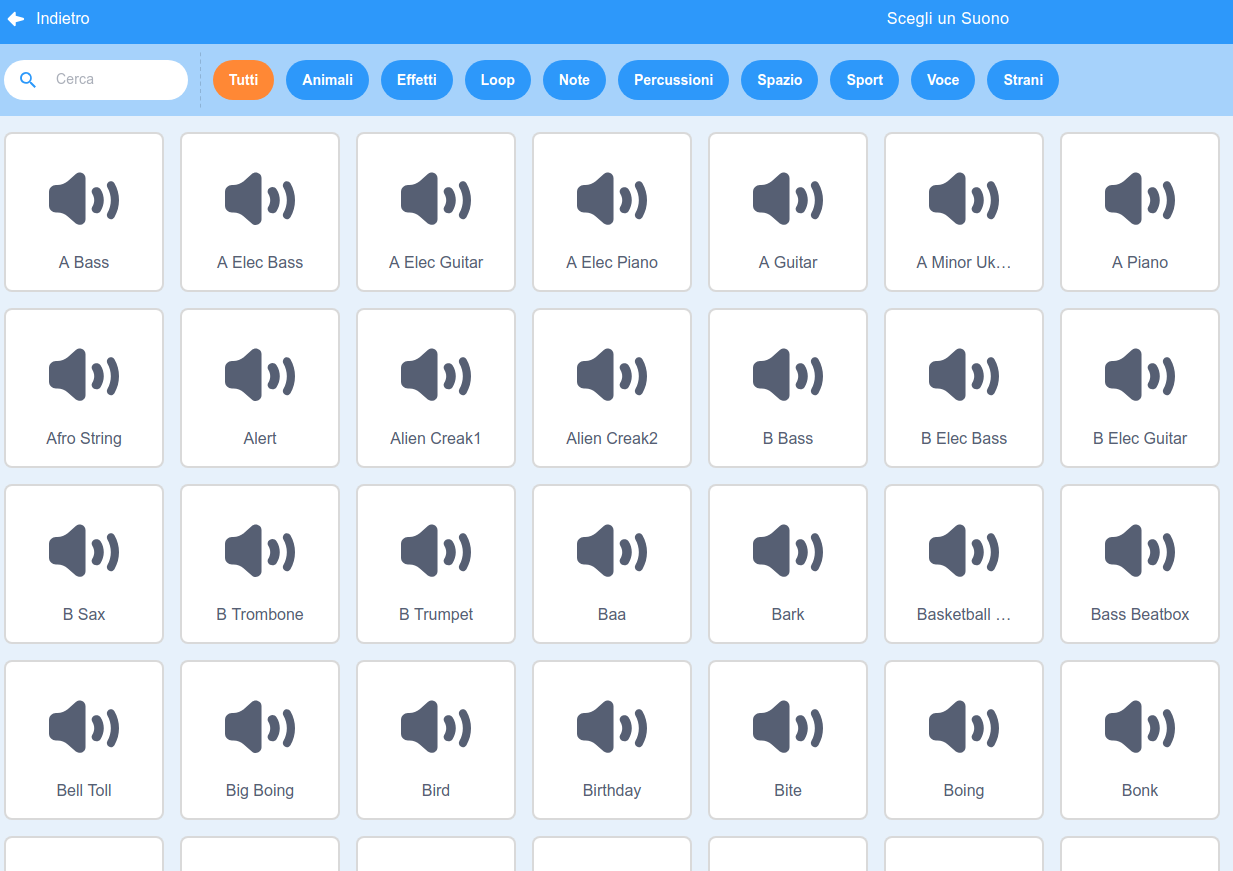 Indietro
Scegli un Suono
Cerca
Tutti
Animali
Effetti
Loop
Note
Percussioni
Spazio
Sport
Voce
Strani
A Bass
A Elec Bass
A Elec Guitar
A Elec Piano
A Guitar
A Minor Uk…
A Piano
Afro String
Alert
Alien Creak1
Alien Creak2
B Bass
B Elec Bass
B Elec Guitar
B Sax
B Trombone
B Trumpet
Baa
Bark
Basketball …
Bass Beatbox
Bell Toll
Big Boing
Bird
Birthday
Bite
Boing
Bonk